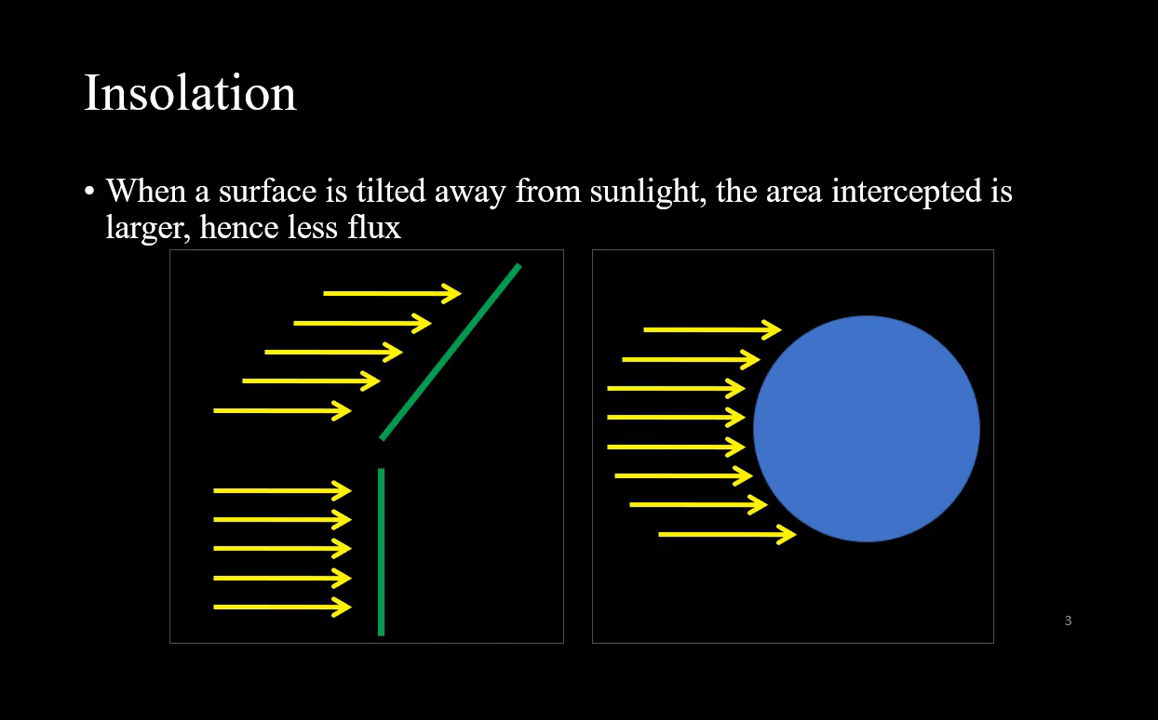 Insolation
• When a surface is tilted away from sunlight, the area intercepted is
larger, hence less flux
3